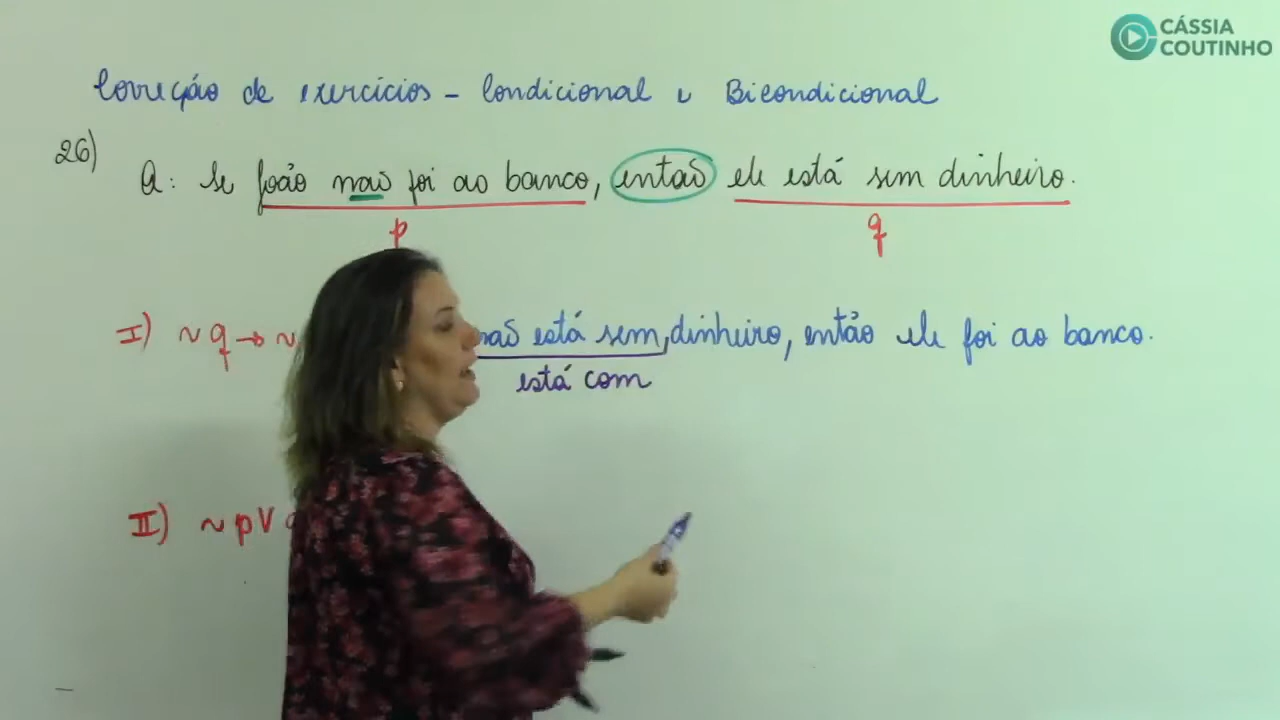 CÁSSIA
COUTINHO
Correção de exercícios - Condicional e Bicondicional
26)
A: Se João não foi ao banco, então ele está sem dinheiro.
p q
I) ~q→~ não está sem dinheiro, então ele foi ao banco.
está com
II) ~p∨